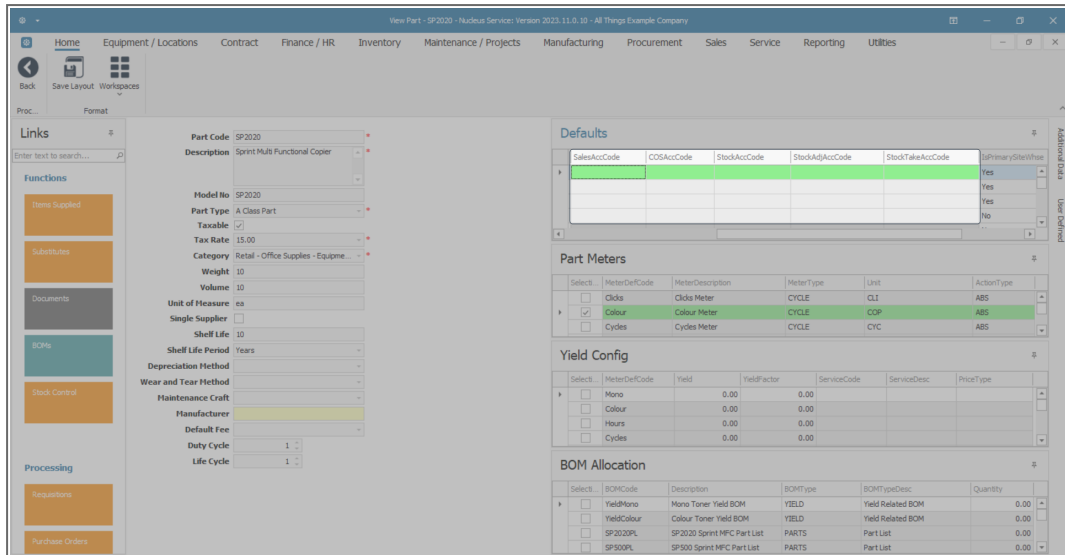 View Part - SP2020 - Nucleus Service: Version 2023.11.0.10 - All Things Example Company
Home Equipment / Locations Contract Finance / HR Inventory Maintenance / Projects Manufacturing Procurement Sales Service Reporting Utilities
Back Save Layout Workspaces
Proc... Format
Links
Enter text to search...
Functions
Items Supplied
Substitutes
Documents
BOMs
Stock Control
Processing
Requisitions
Purchase Orders
Part Code SP2020 *
Description Sprint Multi Functional Copier *
Model No SP2020
Part Type A Class Part *
Taxable
Tax Rate 15.00 *
Category Retail - Office Supplies - Equipme... *
Weight 10
Volume 10
Unit of Measure ea
Single Supplier
Shelf Life 10
Shelf Life Period Years
Depreciation Method
Wear and Tear Method
Maintenance Craft
Manufacturer
Default Fee
Duty Cycle 1
Life Cycle 1
Defaults
SalesAccCode COSAccCode StockAccCode StockAdjAccCode StockTakeAccCode IsPrimarySiteWhse
Yes
Yes
Yes
No
Part Meters
Selecti... MeterDefCode MeterDescription MeterType Unit ActionType
Clicks Clicks Meter CYCLE CLI ABS
Colour Colour Meter CYCLE COP ABS
Cycles Cycles Meter CYCLE CYC ABS
Yield Config
Selecti... MeterDefCode Yield YieldFactor ServiceCode ServiceDesc PriceType
Mono 0.00 0.00
Colour 0.00 0.00
Hours 0.00 0.00
Cycles 0.00 0.00
BOM Allocation
Selecti... BOMCode Description BOMType BOMTypeDesc Quantity
YieldMono Mono Toner Yield BOM YIELD Yield Related BOM 0.00
YieldColour Colour Toner Yield BOM YIELD Yield Related BOM 0.00
SP2020PL SP2020 Sprint MFC Part List PARTS Part List 0.00
SP500PL SP500 Sprint MFC Part List PARTS Part List 0.00
Additional Data
User Defined